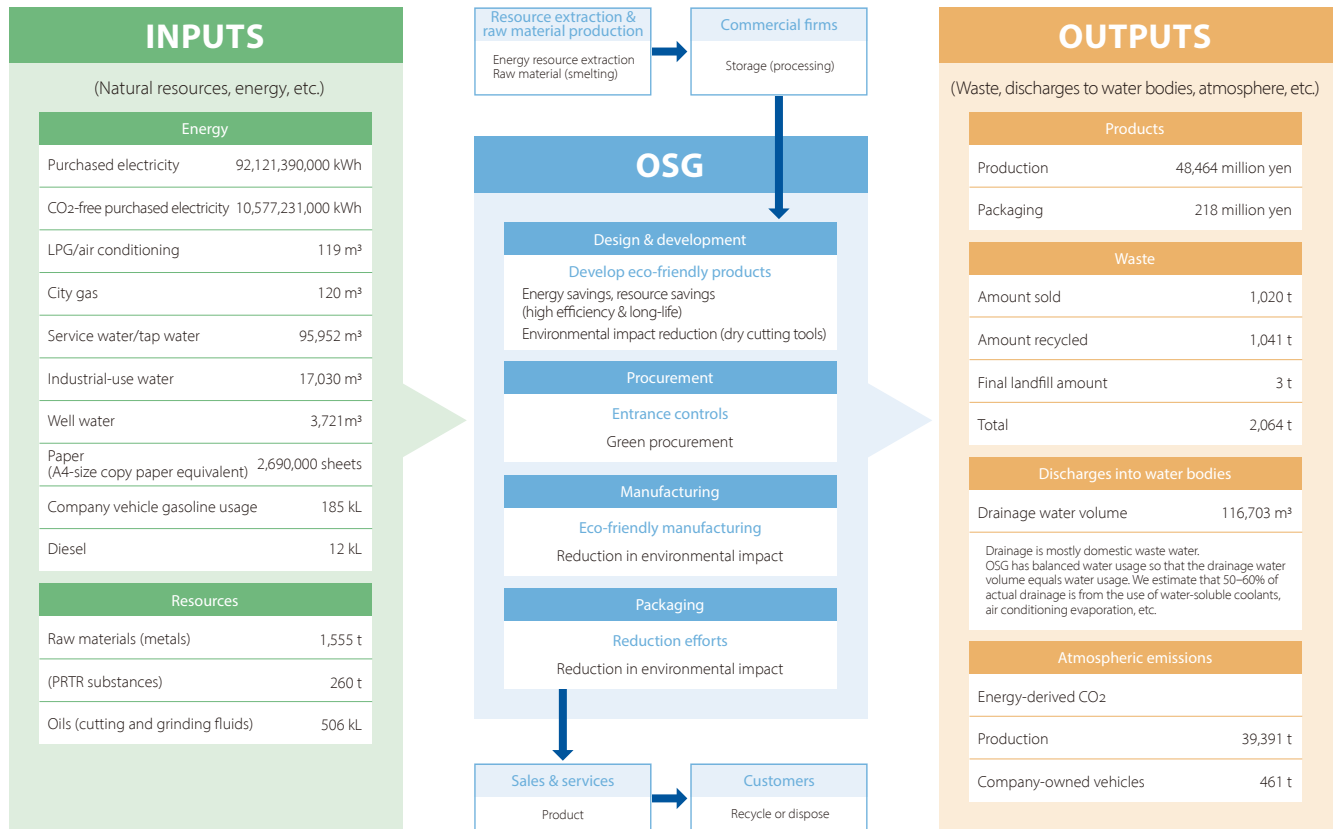 INPUTS
(Natural resources, energy, etc.)
Energy
Purchased electricity 92,121,390,000 kWh
CO2-free purchased electricity 10,577,231,000 kWh
LPG/air conditioning 119 m³
City gas 120 m³
Service water/tap water 95,952 m³
Industrial-use water 17,030 m³
Well water 3,721m³
Paper
(A4-size copy paper equivalent) 2,690,000 sheets
Company vehicle gasoline usage 185 kL
Diesel 12 kL
Resources
Raw materials (metals) 1,555 t
(PRTR substances) 260 t
Oils (cutting and grinding fluids) 506 kL
Resource extraction &
raw material production
Energy resource extraction
Raw material (smelting)
Commercial firms
Storage (processing)
OSG
Design & development
Develop eco-friendly products
Energy savings, resource savings
(high efficiency & long-life)
Environmental impact reduction (dry cutting tools)
Procurement
Entrance controls
Green procurement
Manufacturing
Eco-friendly manufacturing
Reduction in environmental impact
Packaging
Reduction efforts
Reduction in environmental impact
Sales & services
Product
Customers
Recycle or dispose
OUTPUTS
(Waste, discharges to water bodies, atmosphere, etc.)
Products
Production 48,464 million yen
Packaging 218 million yen
Waste
Amount sold 1,020 t
Amount recycled 1,041 t
Final landfill amount 3 t
Total 2,064 t
Discharges into water bodies
Drainage water volume 116,703 m³
Drainage is mostly domestic waste water.
OSG has balanced water usage so that the drainage water
volume equals water usage. We estimate that 50–60% of
actual drainage is from the use of water-soluble coolants,
air conditioning evaporation, etc.
Atmospheric emissions
Energy-derived CO2
Production 39,391 t
Company-owned vehicles 461 t